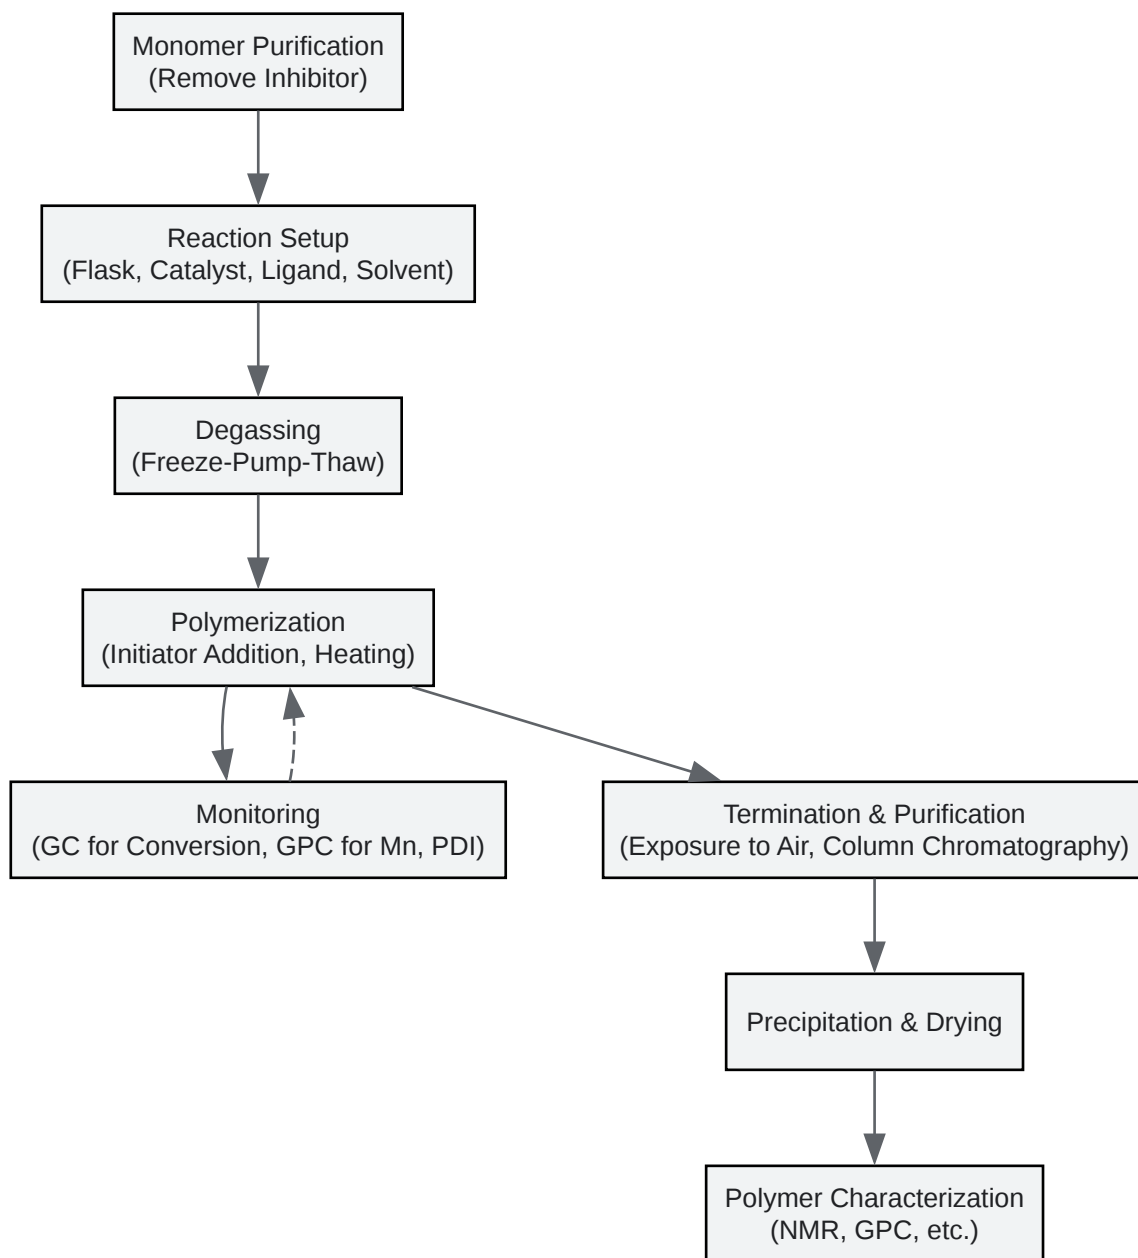 Monomer Purification
(Remove Inhibitor)
Reaction Setup
(Flask, Catalyst, Ligand, Solvent)
Degassing
(Freeze-Pump-Thaw)
Polymerization
(Initiator Addition, Heating)
Monitoring
(GC for Conversion, GPC for Mn, PDI)
Termination & Purification
(Exposure to Air, Column Chromatography)
Precipitation & Drying
Polymer Characterization
(NMR, GPC, etc.)